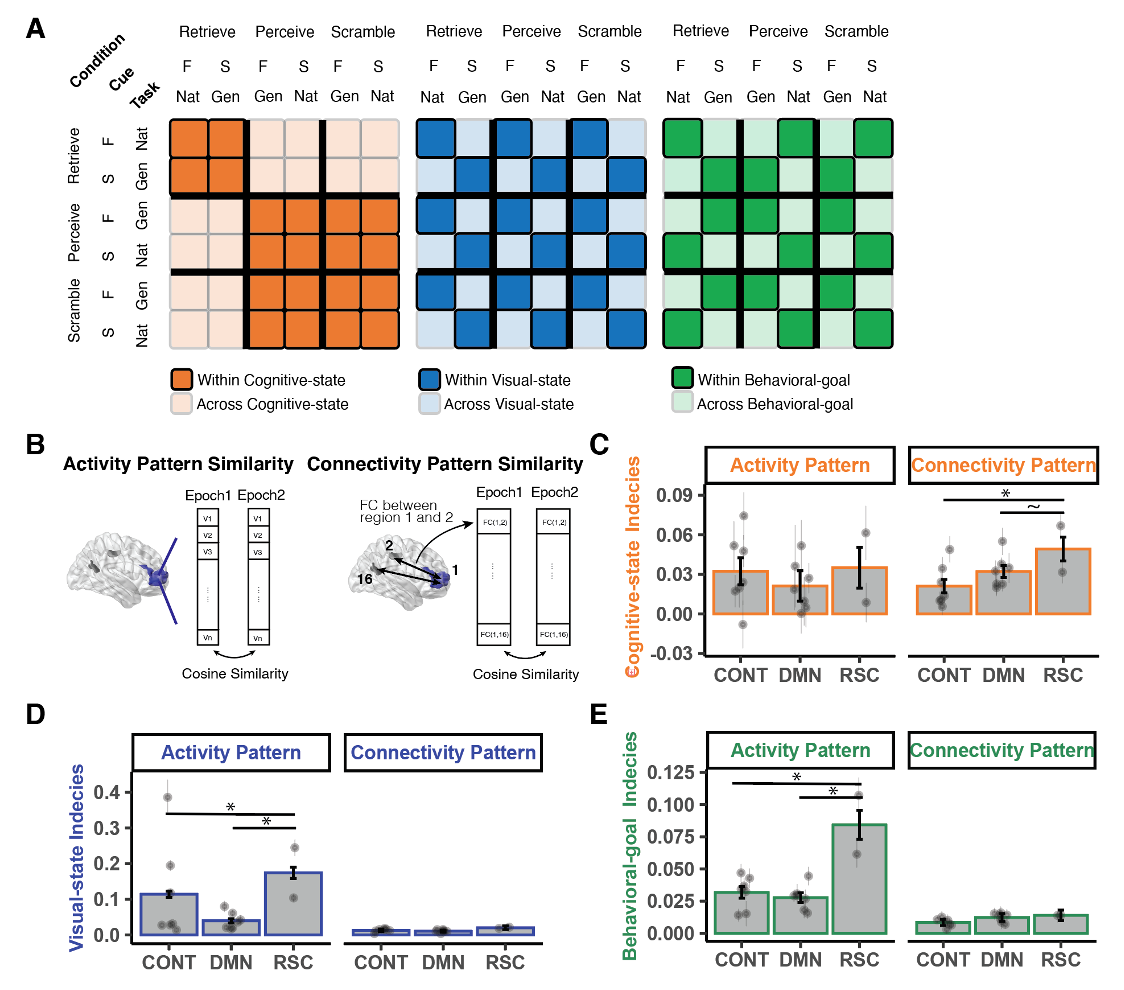 A
Condition
Cue
Task
Retrieve Perceive Scramble Retrieve Perceive Scramble Retrieve Perceive Scramble
F S F S F S F S F S F S F S F S F S
Nat Gen Gen Nat Gen Nat Nat Gen Gen Nat Gen Nat Nat Gen Gen Nat Gen Nat
Retrieve
F Nat
S Gen
Perceive
F Gen
S Nat
Scramble
F Gen
S Nat
Within Cognitive-state
Across Cognitive-state
Within Visual-state
Across Visual-state
Within Behavioral-goal
Across Behavioral-goal
B
Activity Pattern Similarity
Epoch1 Epoch2
V1 V1
V2 V2
V3 V3
Vn Vn
Cosine Similarity
Connectivity Pattern Similarity
FC between
region 1 and 2
Epoch1 Epoch2
2
1
16
FC(1,2) FC(1,2)
FC(1,16) FC(1,16)
Cosine Similarity
C
Cognitive-state Indecies
Activity Pattern Connectivity Pattern
0.09
0.06
0.03
0.00
-0.03
* 
~
CONT DMN RSC CONT DMN RSC
D
Visual-state Indecies
Activity Pattern Connectivity Pattern
0.4
0.3
0.2
0.1
0.0
*
*
CONT DMN RSC CONT DMN RSC
E
Behavioral-goal Indecies
Activity Pattern Connectivity Pattern
0.125
0.100
0.075
0.050
0.025
0.000
*
*
CONT DMN RSC CONT DMN RSC